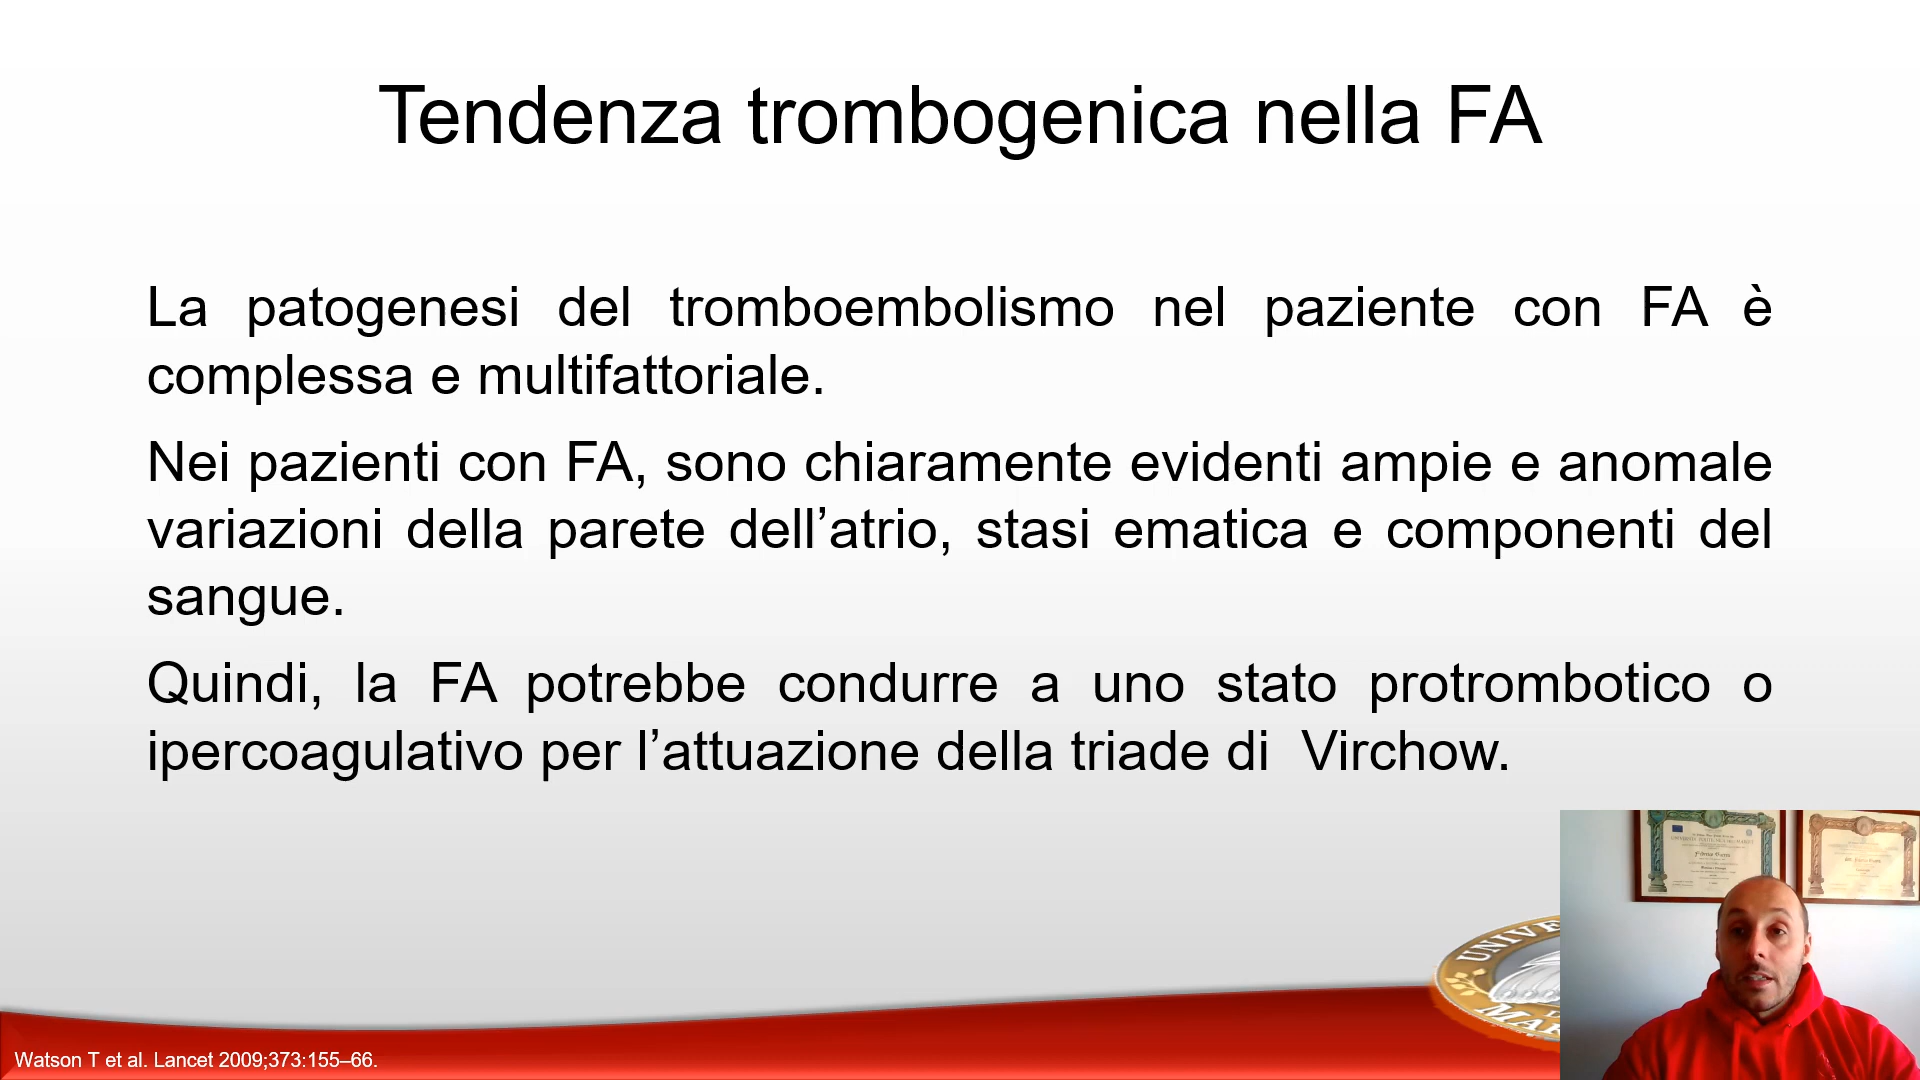 Tendenza trombogenica nella FA
La patogenesi del tromboembolismo nel paziente con FA è
complessa e multifattoriale.
Nei pazienti con FA, sono chiaramente evidenti ampie e anomale
variazioni della parete dell’atrio, stasi ematica e componenti del
sangue.
Quindi, la FA potrebbe condurre a uno stato protrombotico o
ipercoagulativo per l’attuazione della triade di  Virchow.
Watson T et al. Lancet 2009;373:155–66.